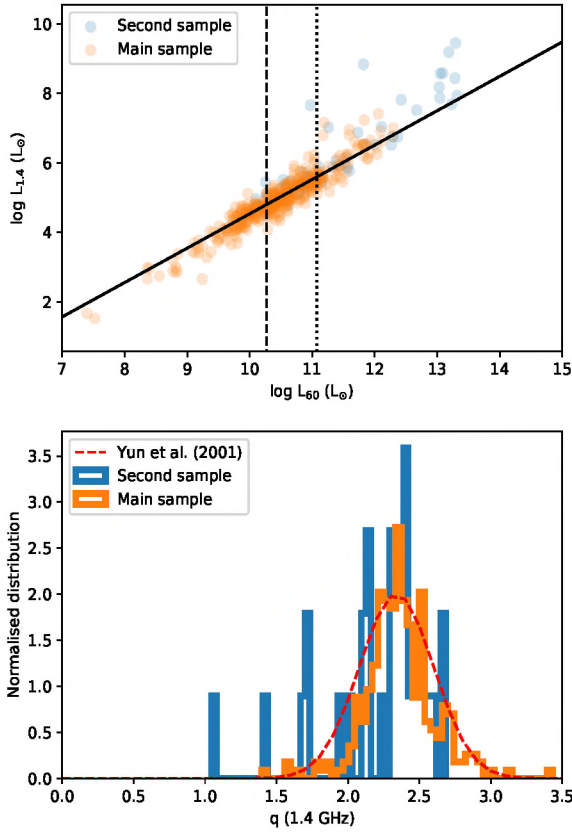 10
8
6
4
2
log L1.4 (L⊙)
Second sample
Main sample
7 8 9 10 11 12 13 14 15
log L60 (L⊙)
3.5
3.0
2.5
2.0
1.5
1.0
0.5
0.0
Normalised distribution
Yun et al. (2001)
Second sample
Main sample
0.0 0.5 1.0 1.5 2.0 2.5 3.0 3.5
q (1.4 GHz)